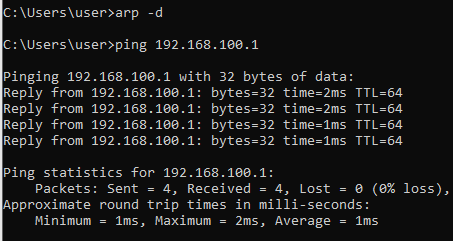 C:\Users\user>arp -d
C:\Users\user>ping 192.168.100.1
Pinging 192.168.100.1 with 32 bytes of data:
Reply from 192.168.100.1: bytes=32 time=2ms TTL=64
Reply from 192.168.100.1: bytes=32 time=2ms TTL=64
Reply from 192.168.100.1: bytes=32 time=1ms TTL=64
Reply from 192.168.100.1: bytes=32 time=1ms TTL=64
Ping statistics for 192.168.100.1:
    Packets: Sent = 4, Received = 4, Lost = 0 (0% loss),
Approximate round trip times in milli-seconds:
    Minimum = 1ms, Maximum = 2ms, Average = 1ms